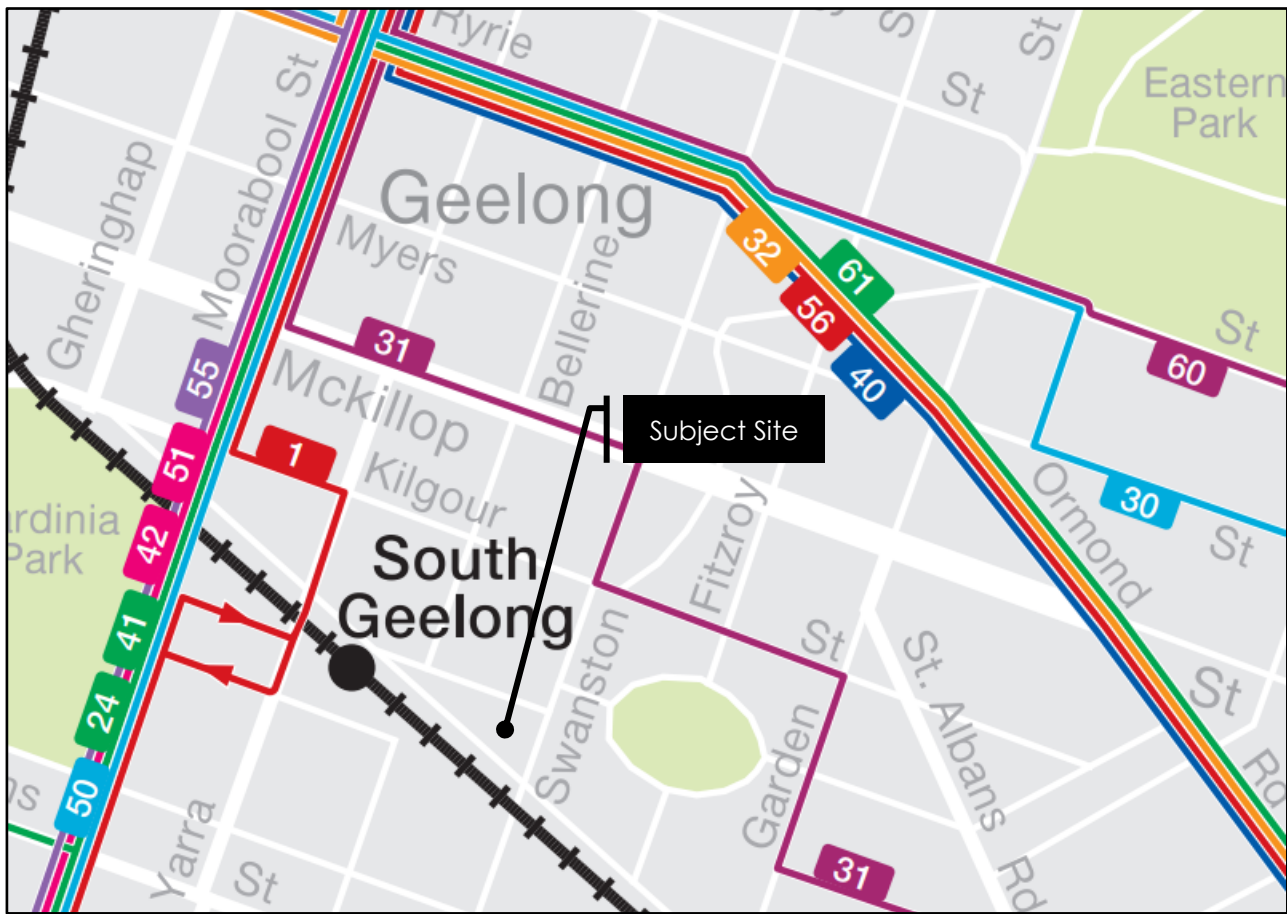 Ryrie
St
St
St
Eastern
Park
Moorabool St
Gheringhap
Geelong
Myers
Bellerine
32
61
56
40
St
60
31
55
Mckillop
Subject Site
1
Kilgour
51
Ormond
30
St
ardinia
Park
42
South
Geelong
Fitzroy
41
Swanston
St
St. Albans
St
24
Garden
50
ns
Yarra
St
31
Rd
Rd